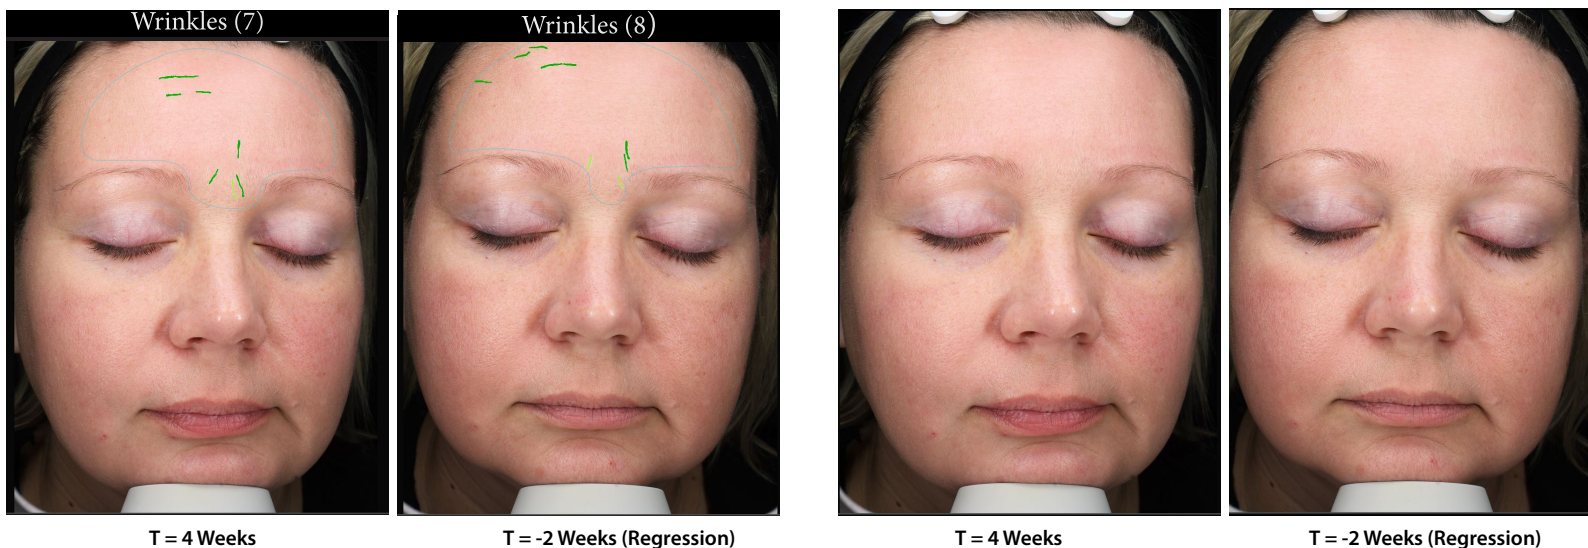 Wrinkles (7)
Wrinkles (8)
T = 4 Weeks
T = -2 Weeks (Regression)
T = 4 Weeks
T = -2 Weeks (Regression)